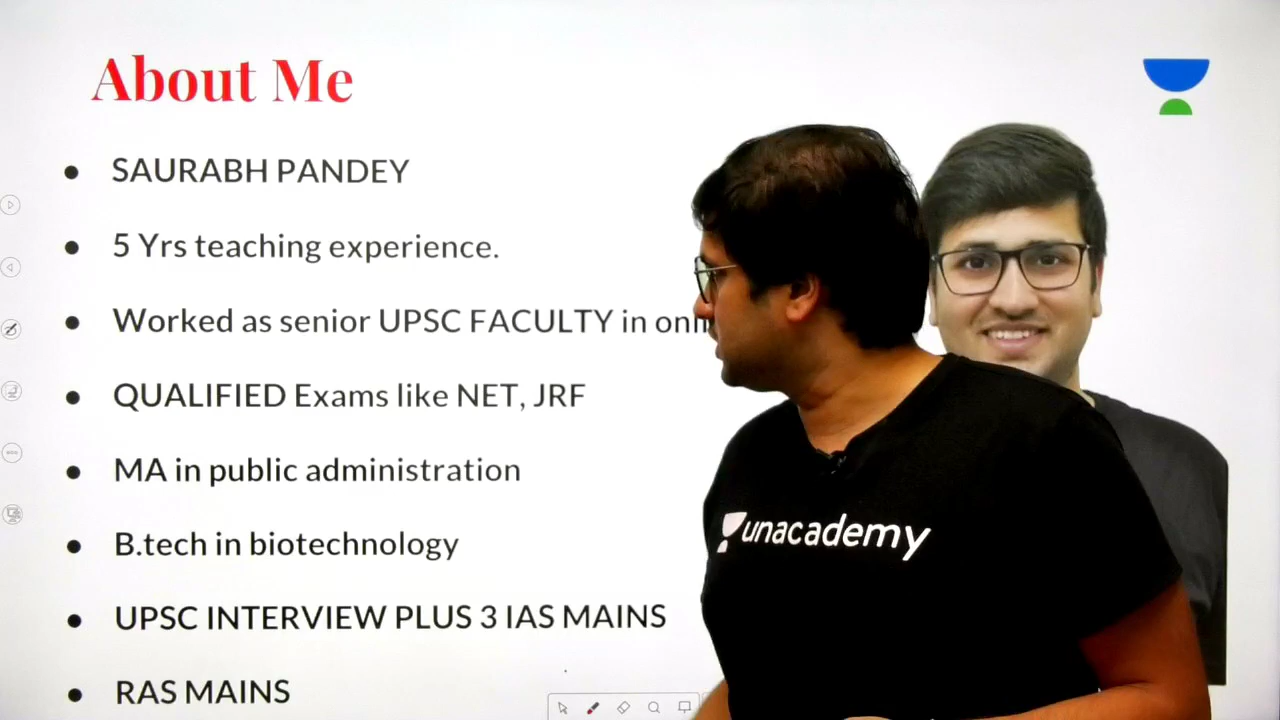 About Me
SAURABH PANDEY
5 Yrs teaching experience.
Worked as senior UPSC FACULTY in
QUALIFIED Exams like NET, JRF
MA in public administration
B.tech in biotechnology
UPSC INTERVIEW PLUS 3 IAS MAINS
RAS MAINS
unacademy